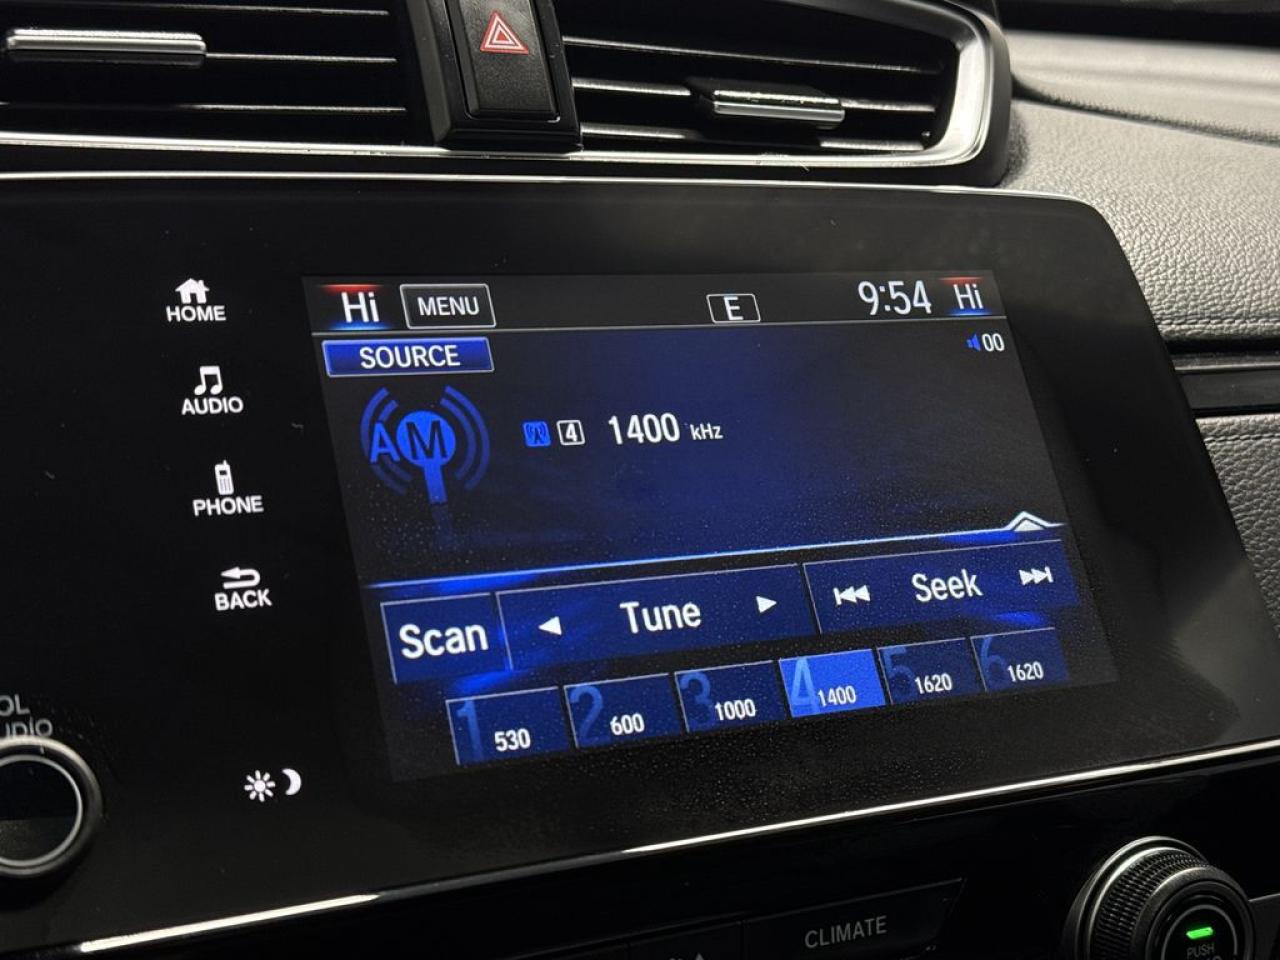 HOME
AUDIO
PHONE
BACK
Hi MENU E 9:54 Hi
SOURCE 00
AM 4 1400 kHz
Scan Tune Seek
1 530 2 600 3 1000 4 1400 5 1620 6 1620
CLIMATE
PUSH